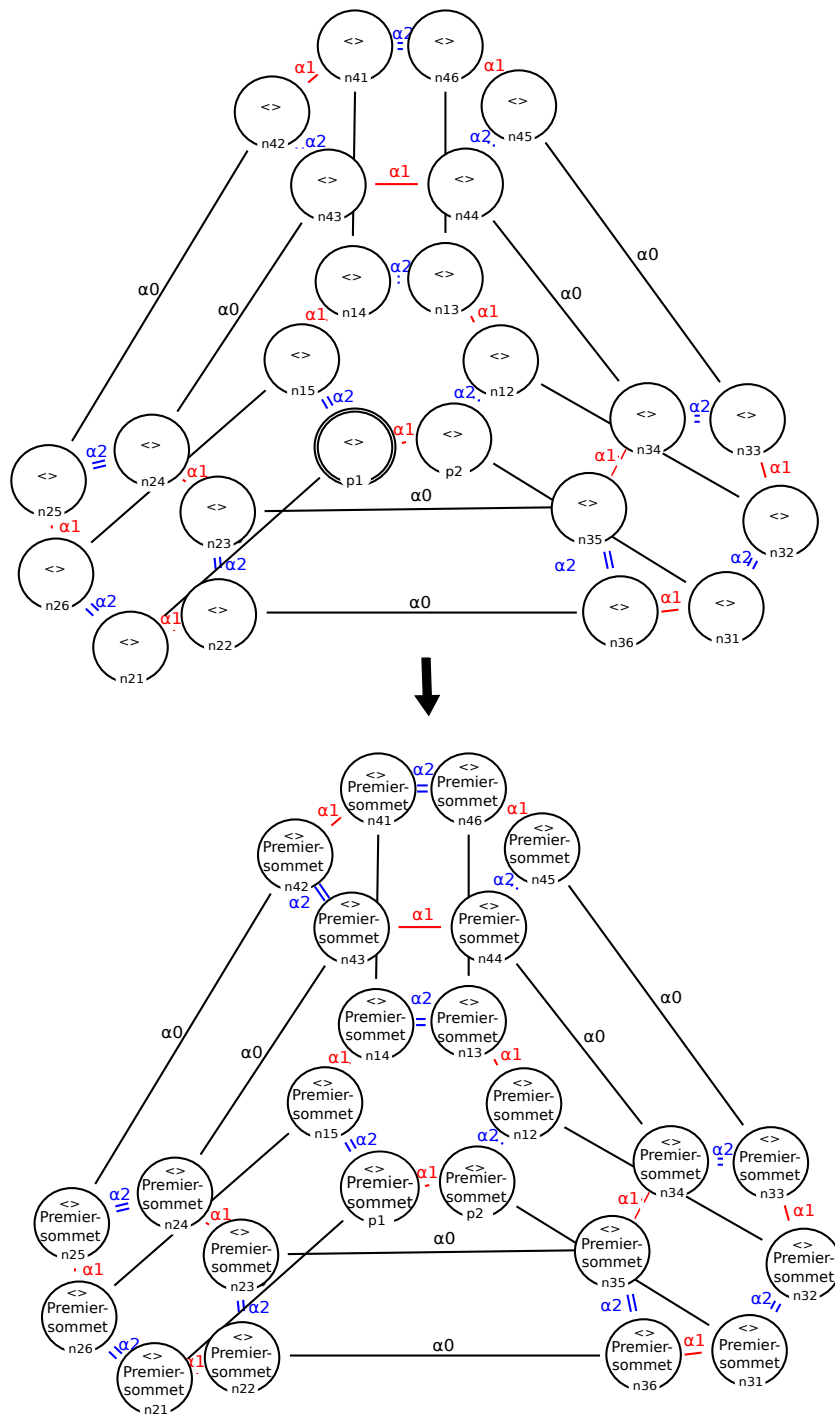 <> n41
α2
<> n46
α1
α1
<> n42
<> n45
α2
α2
<> n43
α1
<> n44
α0
α0
α0
α0
<> n14
α2
<> n13
α1
α1
<> n15
<> n12
α2
α2
<> n34
α2
<> n33
<> n25
α2
<> n24
<> p1
α1
<> p2
α1
α1
α1
<> n23
α0
<> n35
<> n32
α1
<> n26
α2
α2
α2
α2
<> n21
α1
<> n22
α0
<> n36
α1
<> n31
<>
Premier-
sommet
n41
α2
<>
Premier-
sommet
n46
α1
α1
<>
Premier-
sommet
n42
<>
Premier-
sommet
n45
α2
α2
<>
Premier-
sommet
n43
α1
<>
Premier-
sommet
n44
α0
α0
α0
α0
<>
Premier-
sommet
n14
α2
<>
Premier-
sommet
n13
α1
α1
<>
Premier-
sommet
n15
<>
Premier-
sommet
n12
α2
α2
<>
Premier-
sommet
n34
α2
<>
Premier-
sommet
n33
<>
Premier-
sommet
n25
α2
<>
Premier-
sommet
n24
<>
Premier-
sommet
p1
α1
<>
Premier-
sommet
p2
α1
α1
α1
<>
Premier-
sommet
n23
α0
<>
Premier-
sommet
n35
<>
Premier-
sommet
n32
α1
<>
Premier-
sommet
n26
α2
α2
α2
α2
<>
Premier-
sommet
n21
α1
<>
Premier-
sommet
n22
α0
<>
Premier-
sommet
n36
α1
<>
Premier-
sommet
n31